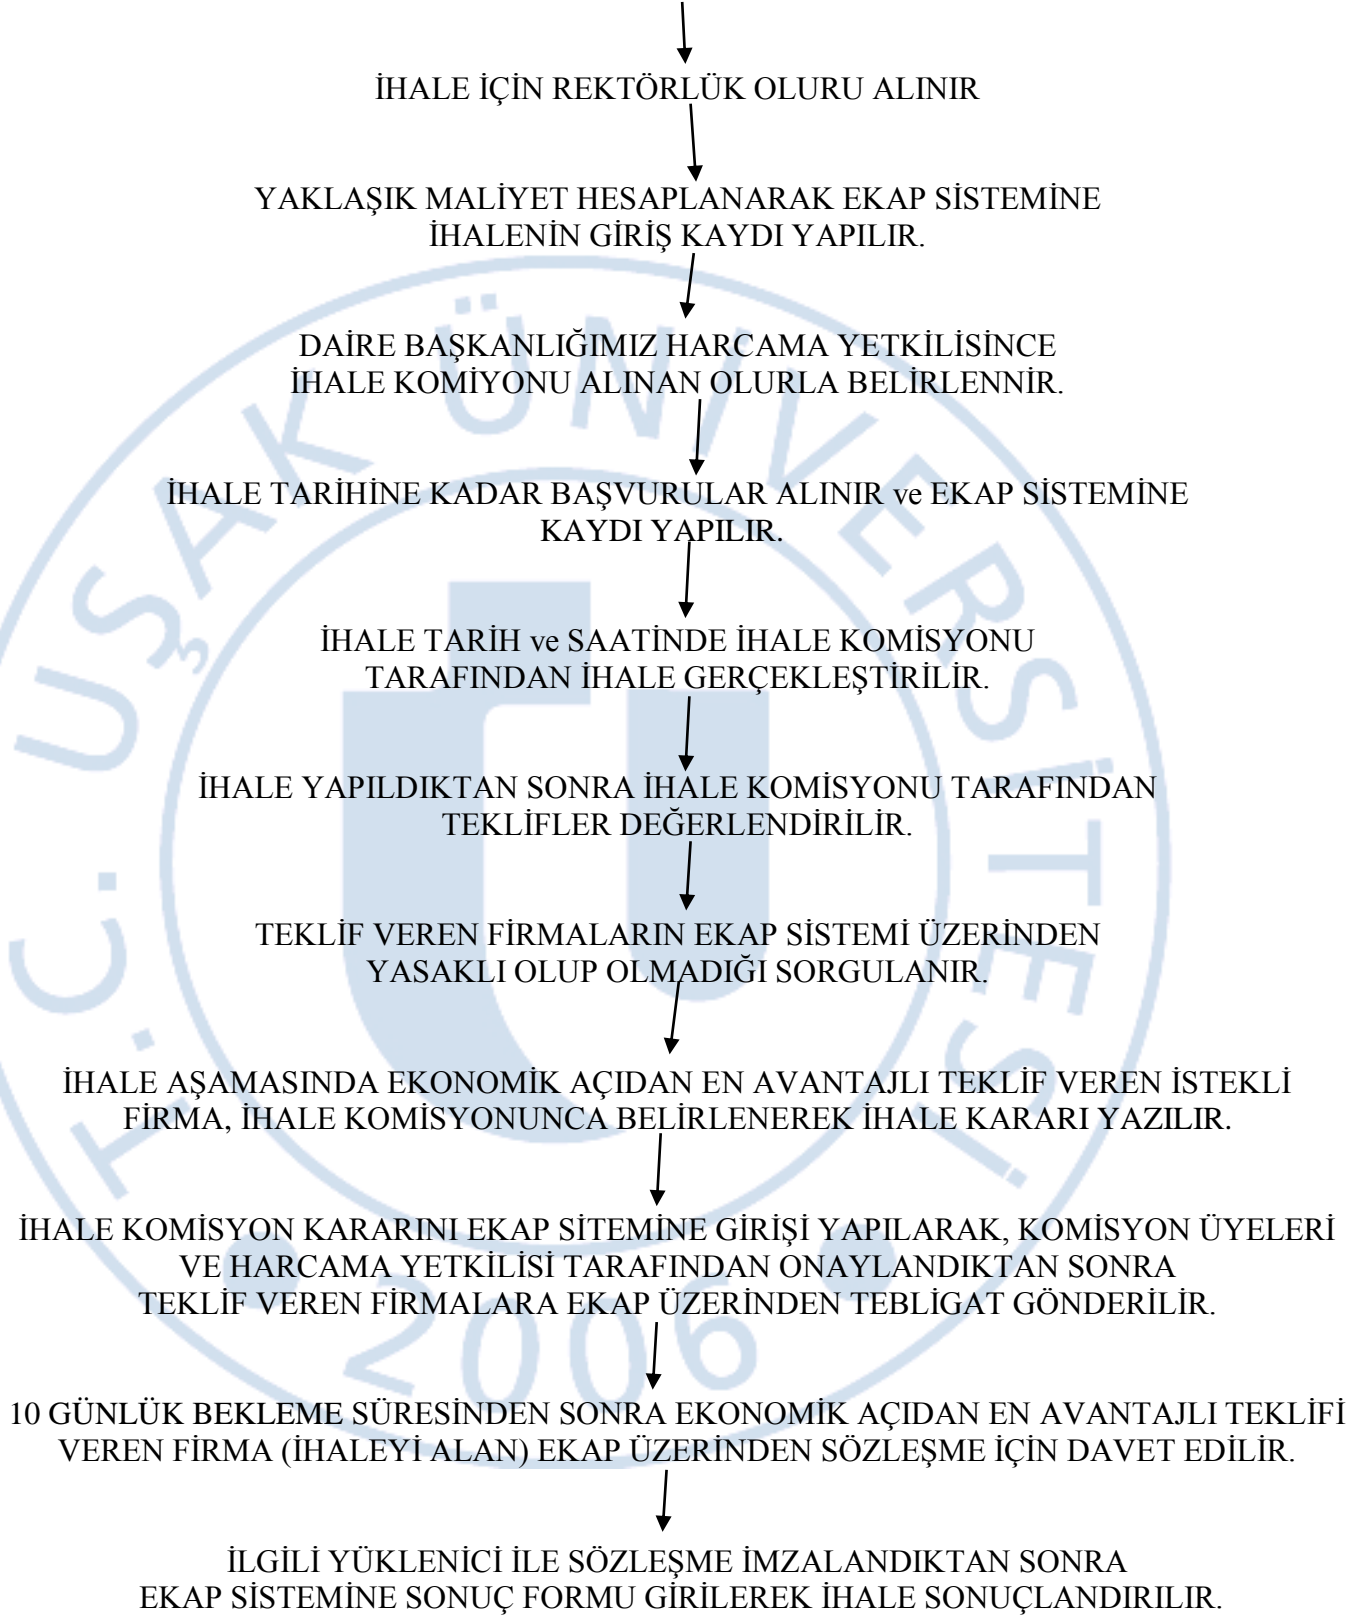 İHALE İÇİN REKTÖRLÜK OLURU ALINIR
YAKLAŞIK MALİYET HESAPLANARAK EKAP SİSTEMİNE
İHALENİN GİRİŞ KAYDI YAPILIR.
DAİRE BAŞKANLIĞIMIZ HARCAMA YETKİLİSİNCE
İHALE KOMİYONU ALINAN OLURLA BELİRLENNİR.
İHALE TARİHİNE KADAR BAŞVURULAR ALINIR ve EKAP SİSTEMİNE
KAYDI YAPILIR.
İHALE TARİH ve SAATİNDE İHALE KOMİSYONU
TARAFINDAN İHALE GERÇEKLEŞTİRİLİR.
İHALE YAPILDIKTAN SONRA İHALE KOMİSYONU TARAFINDAN
TEKLİFLER DEĞERLENDİRİLİR.
TEKLİF VEREN FİRMALARIN EKAP SİSTEMİ ÜZERİNDEN
YASAKLI OLUP OLMADIĞI SORGULANIR.
İHALE AŞAMASINDA EKONOMİK AÇIDAN EN AVANTAJLI TEKLİF VEREN İSTEKLİ
FİRMA, İHALE KOMİSYONUNCA BELİRLENEREK İHALE KARARI YAZILIR.
İHALE KOMİSYON KARARINI EKAP SİTEMİNE GİRİŞİ YAPILARAK, KOMİSYON ÜYELERİ
VE HARCAMA YETKİLİSİ TARAFINDAN ONAYLANDIKTAN SONRA
TEKLİF VEREN FİRMALARA EKAP ÜZERİNDEN TEBLİGAT GÖNDERİLİR.
10 GÜNLÜK BEKLEME SÜRESİNDEN SONRA EKONOMİK AÇIDAN EN AVANTAJLI TEKLİFİ
VEREN FİRMA (İHALEYİ ALAN) EKAP ÜZERİNDEN SÖZLEŞME İÇİN DAVET EDİLİR.
İLGİLİ YÜKLENİCİ İLE SÖZLEŞME İMZALANDIKTAN SONRA
EKAP SİSTEMİNE SONUÇ FORMU GİRİLEREK İHALE SONUÇLANDIRILIR.
T.C. UŞAK ÜNİVERSİTESİ
2006